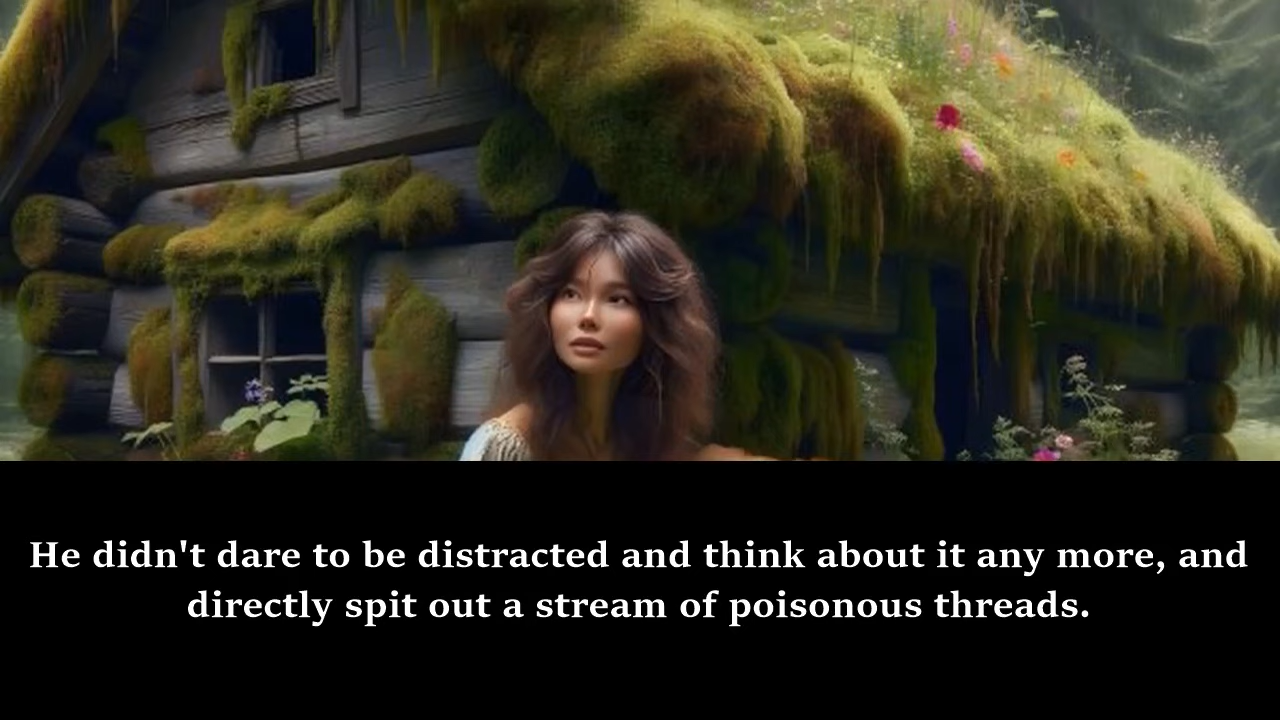 He didn't dare to be distracted and think about it any more, and
directly spit out a stream of poisonous threads.